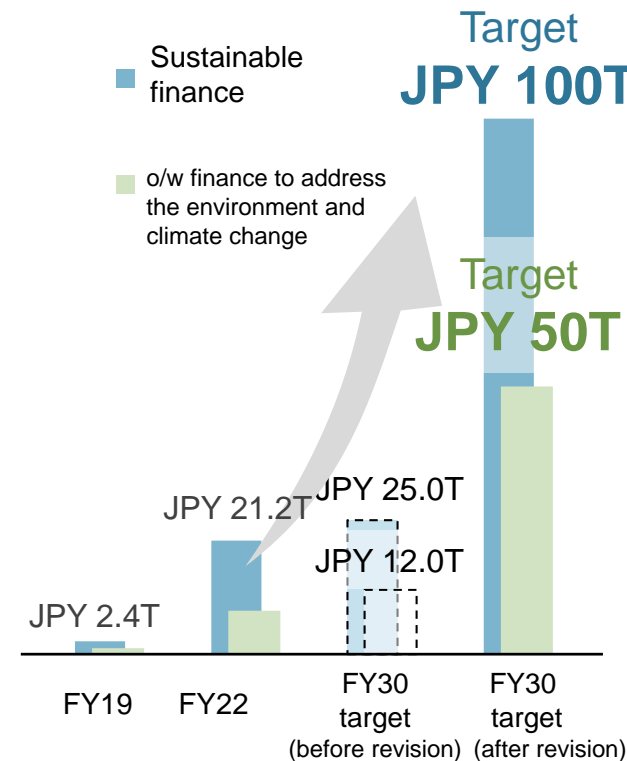 Sustainable
finance
o/w finance to address
the environment and
climate change
Target
JPY 100T
Target
JPY 50T
JPY 25.0T
JPY 21.2T
JPY 12.0T
JPY 2.4T
FY19
FY22
FY30
target
(before revision)
FY30
target
(after revision)